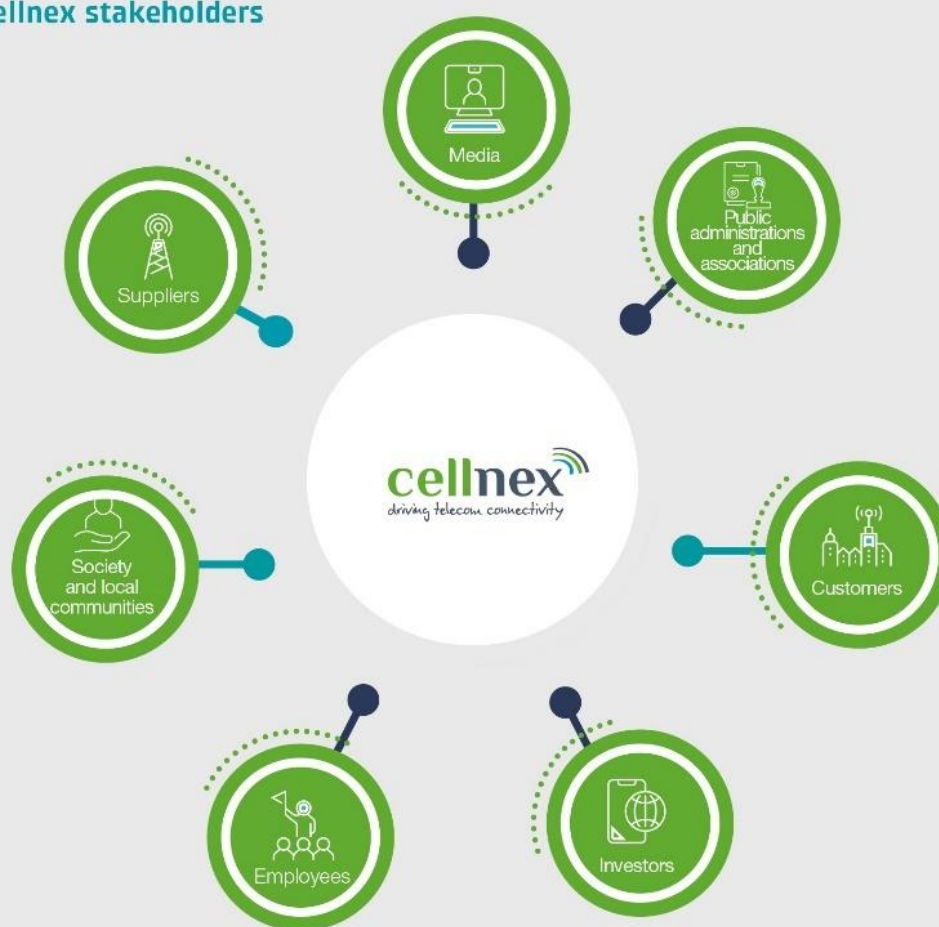 ellnex stakeholders
Media
Public
administrations
and
associations
Suppliers
cellnex
driving telecom connectivity
Customers
Society
and local
communities
Investors
Employees